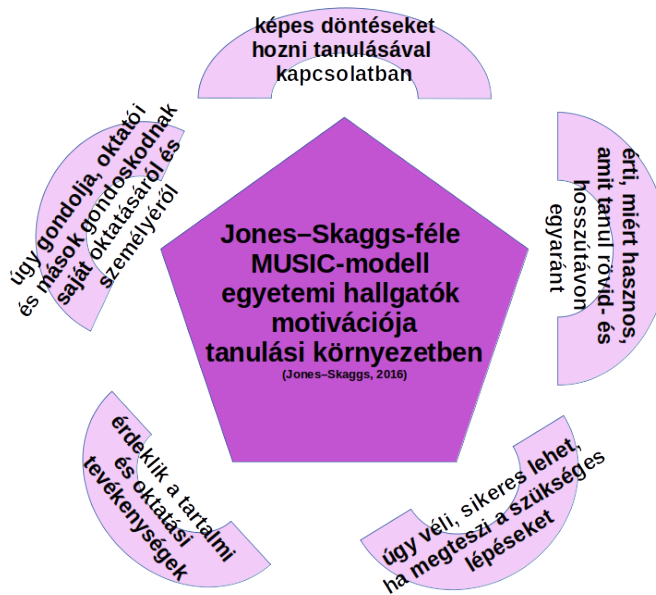 képes döntéseket
hozni tanulásával
kapcsolatban
érti, miért hasznos,
amit tanul rövid- és
hosszútávon
egyaránt
úgy véli, sikeres lehet,
ha megteszi a szükséges
lépéseket
érdeklik a tartalmi
és oktatási
tevékenységek
úgy gondolja, oktatói
és mások gondoskodnak
saját oktatásáról és
személyéről
Jones–Skaggs-féle
MUSIC-modell
egyetemi hallgatók
motivációja
tanulási környezetben
(Jones–Skaggs, 2016)